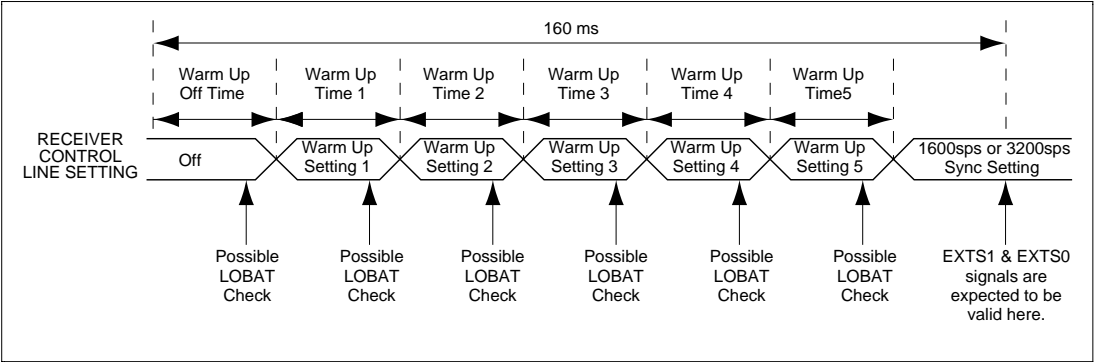 160 ms
Warm Up
Off Time
Warm Up
Time 1
Warm Up
Time 2
Warm Up
Time 3
Warm Up
Time 4
Warm Up
Time5
RECEIVER
CONTROL
LINE SETTING
Off
Warm Up
Setting 1
Warm Up
Setting 2
Warm Up
Setting 3
Warm Up
Setting 4
Warm Up
Setting 5
1600sps or 3200sps
Sync Setting
Possible
LOBAT
Check
Possible
LOBAT
Check
Possible
LOBAT
Check
Possible
LOBAT
Check
Possible
LOBAT
Check
Possible
LOBAT
Check
EXTS1 & EXTS0
signals are
expected to be
valid here.